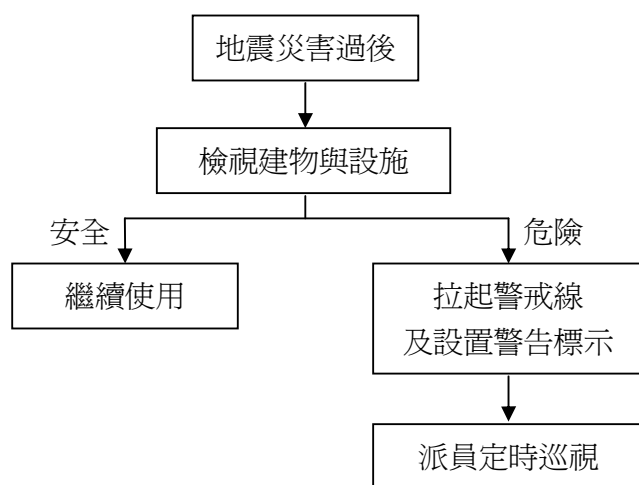 地震災害過後
檢視建物與設施
安全
危險
繼續使用
拉起警戒線
及設置警告標示
派員定時巡視